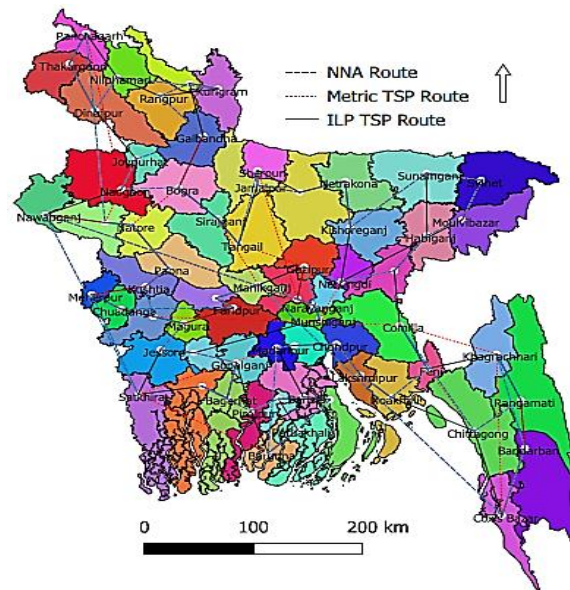 Panchagarh
Thakurgaon
Nilphamari
Kurigram
Rangpur
Dinajpur
Gaibandha
Joypurhat
Naogaon
Bogra
Nawabganj
Natore
Sirajganj
Sherpur
Jamalpur
Netrakona
Sunamganj
Sylhet
Moulvibazar
Habiganj
Kishoreganj
Tangail
Gazipur
Narsingdi
Pabna
Manikganj
Kushtia
Meherpur
Chuadanga
Magura
Faridpur
Narayanganj
Munshiganj
Comilla
Jessore
Gopalganj
Madaripur
Chandpur
Lakshmipur
Noakhali
Feni
Khagrachhari
Rangamati
Chittagong
Bandarban
Coxs Bazar
Satkhira
Bagerhat
Patuakhali
Barguna
NNA Route
Metric TSP Route
ILP TSP Route
0 100 200 km